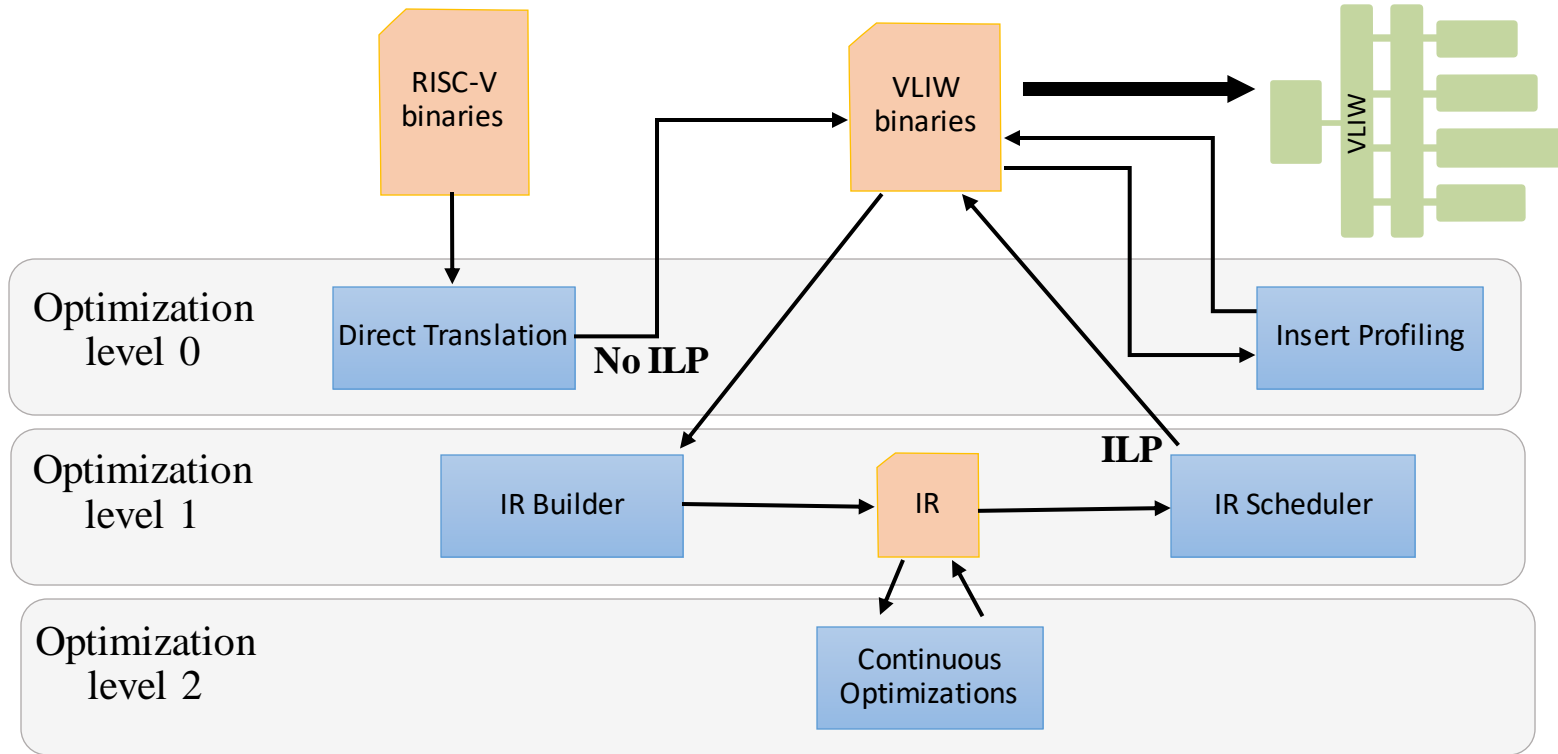 RISC-V
binaries
VLIW
binaries
VLIW
Optimization
level 0
Direct Translation
No ILP
Insert Profiling
Optimization
level 1
IR Builder
IR
ILP
IR Scheduler
Optimization
level 2
Continuous
Optimizations